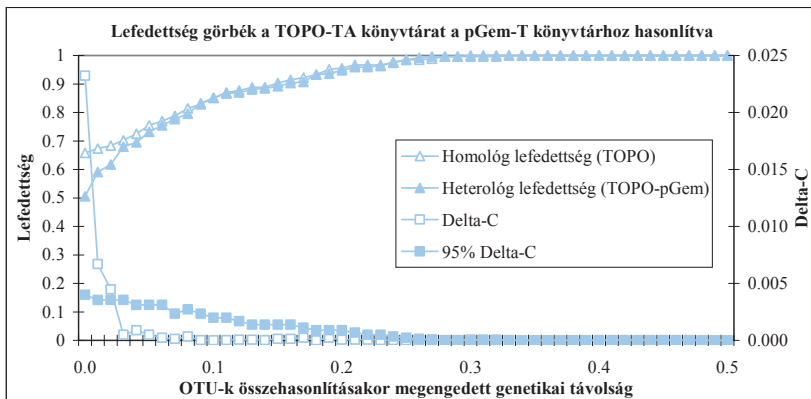 Lefedettség görbék a TOPO-TA könyvtárat a pGem-T könyvtárhoz hasonlítva
1
0.9
0.8
0.7
0.6
0.5
0.4
0.3
0.2
0.1
0
Lefedettség
Homológ lefedettség (TOPO)
Heterológ lefedettség (TOPO-pGem)
Delta-C
95% Delta-C
0.025
0.020
0.015
0.010
0.005
0.000
Delta-C
0.0 0.1 0.2 0.3 0.4 0.5
OTU-k összehasonlításakor megengedett genetikai távolság